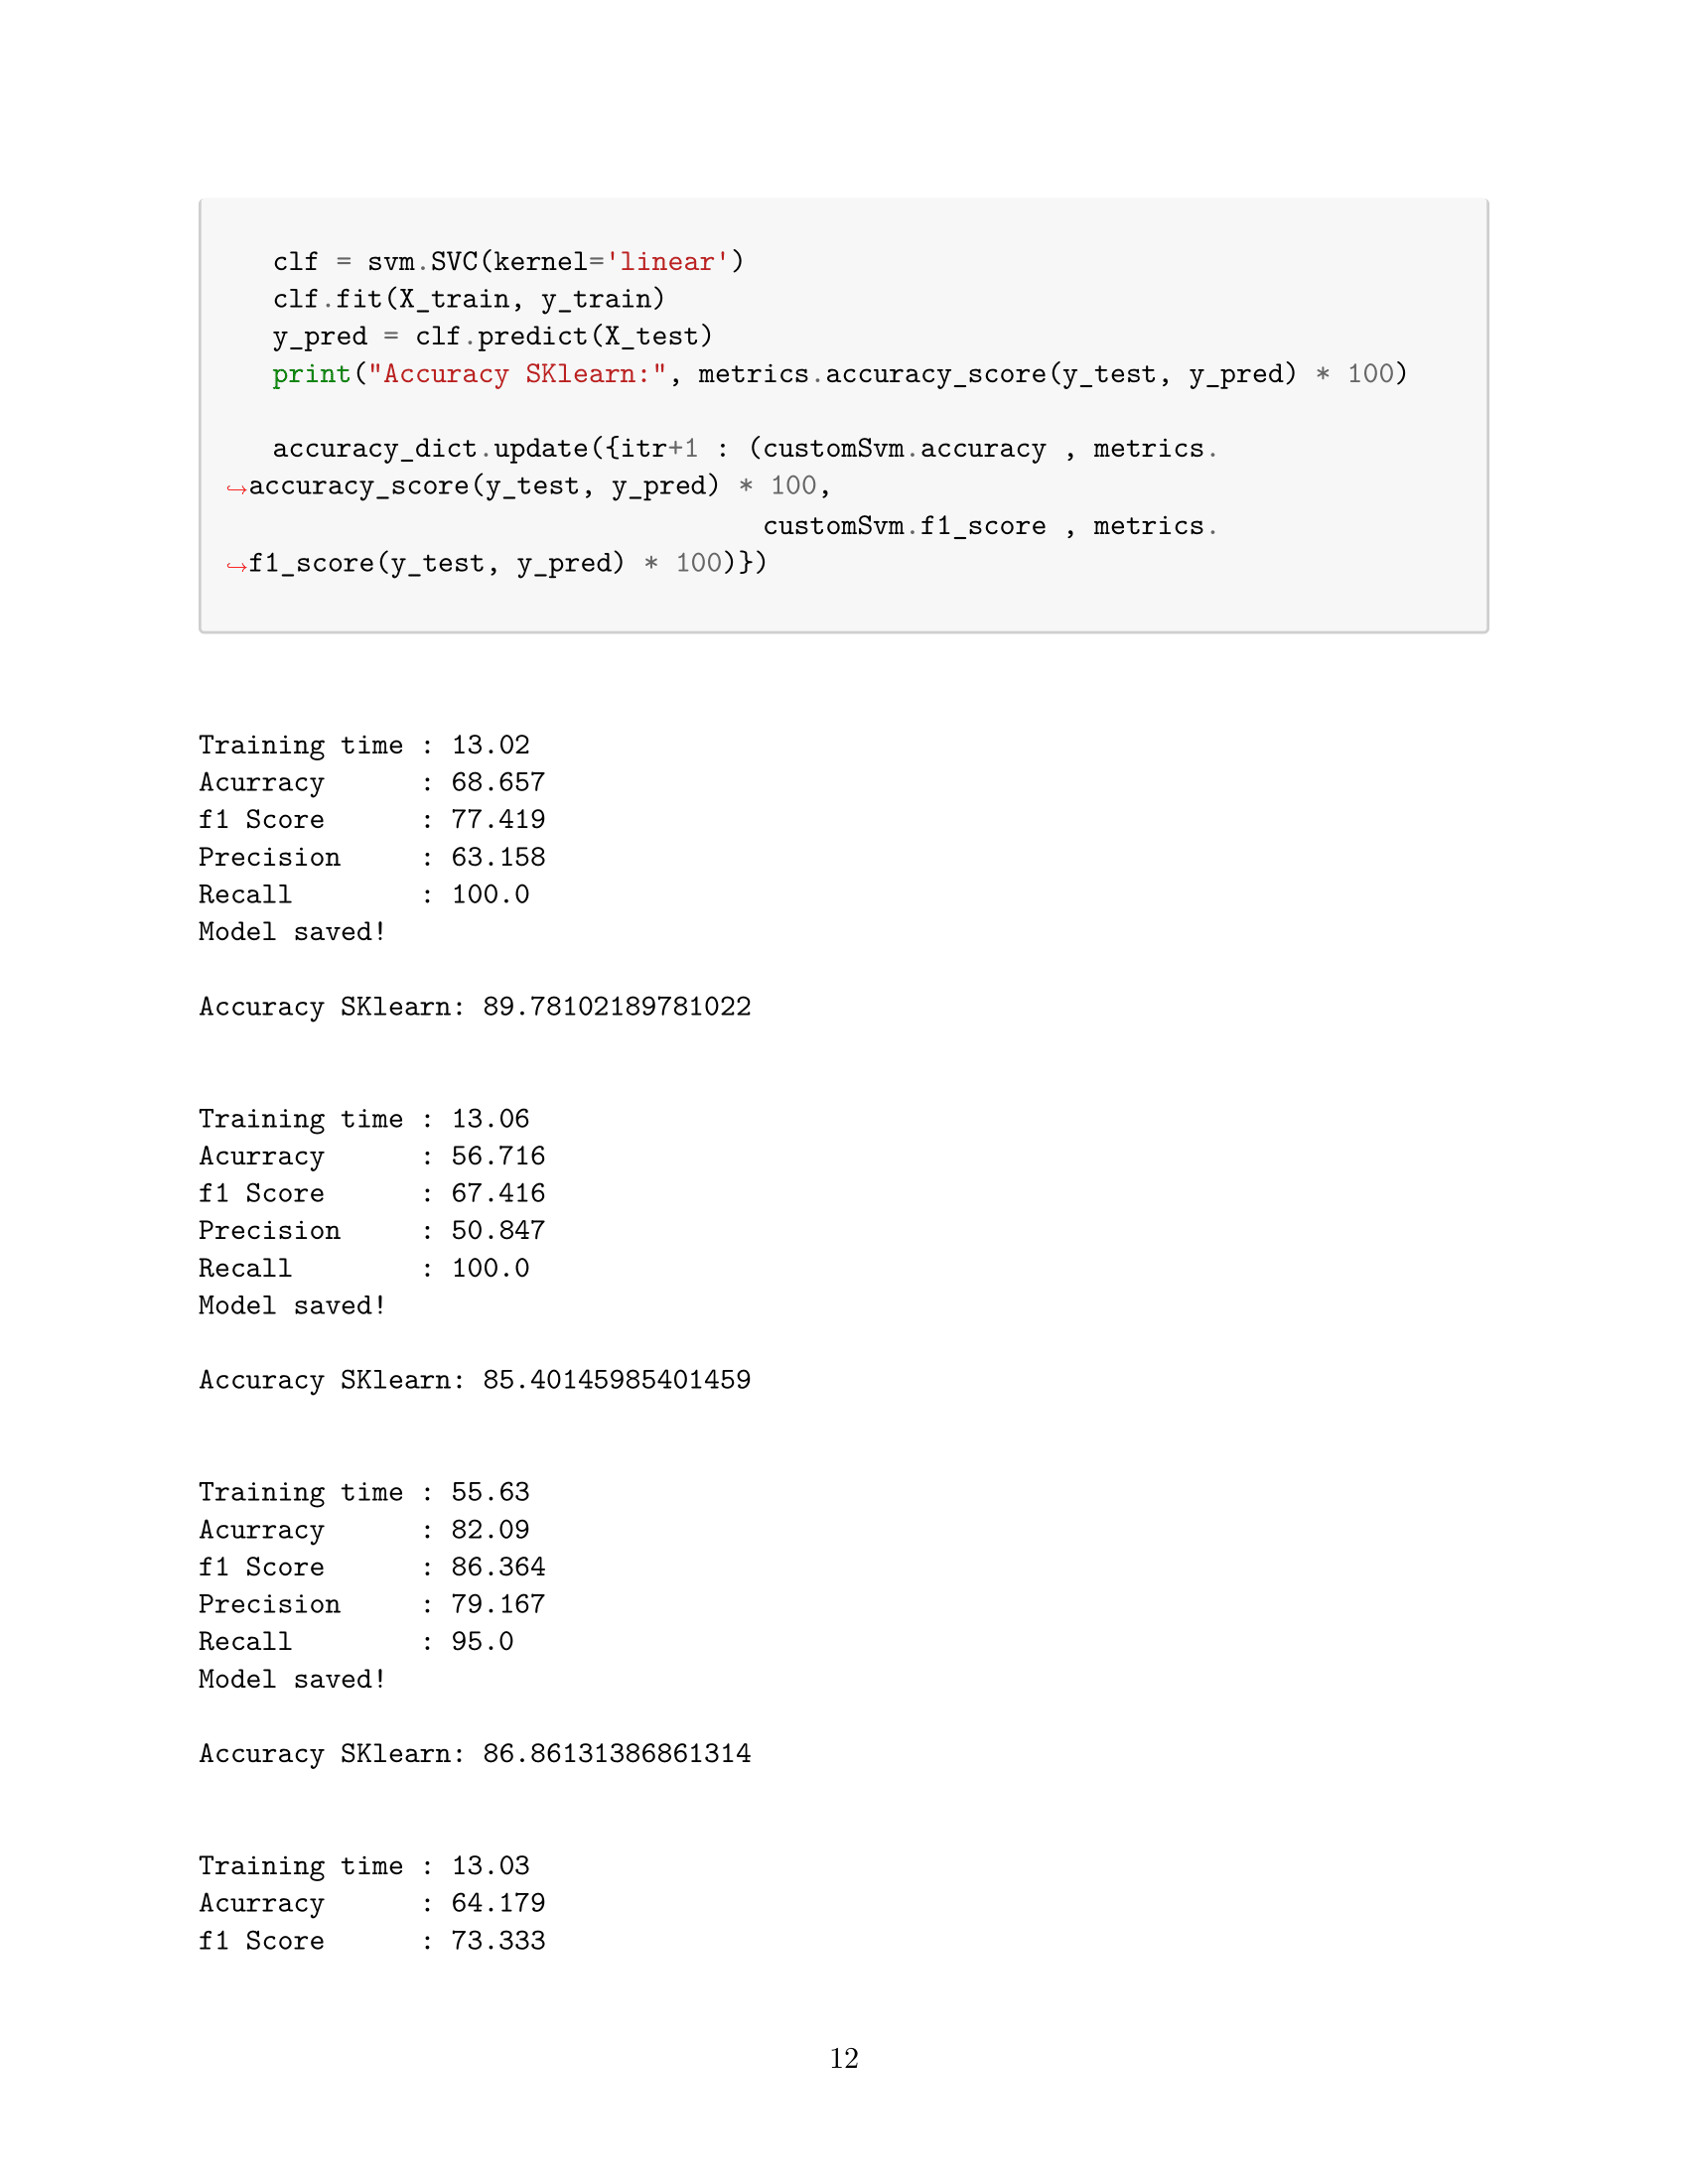 clf = svm.SVC(kernel='linear')
clf.fit(X_train, y_train)
y_pred = clf.predict(X_test)
print("Accuracy SKlearn:", metrics.accuracy_score(y_test, y_pred) * 100)
accuracy_dict.update({itr+1 : (customSvm.accuracy , metrics.
↪accuracy_score(y_test, y_pred) * 100,
customSvm.f1_score , metrics.
↪f1_score(y_test, y_pred) * 100)})
Training time : 13.02
Acurracy      : 68.657
f1 Score      : 77.419
Precision     : 63.158
Recall        : 100.0
Model saved!
Accuracy SKlearn: 89.78102189781022
Training time : 13.06
Acurracy      : 56.716
f1 Score      : 67.416
Precision     : 50.847
Recall        : 100.0
Model saved!
Accuracy SKlearn: 85.40145985401459
Training time : 55.63
Acurracy      : 82.09
f1 Score      : 86.364
Precision     : 79.167
Recall        : 95.0
Model saved!
Accuracy SKlearn: 86.86131386861314
Training time : 13.03
Acurracy      : 64.179
f1 Score      : 73.333
12